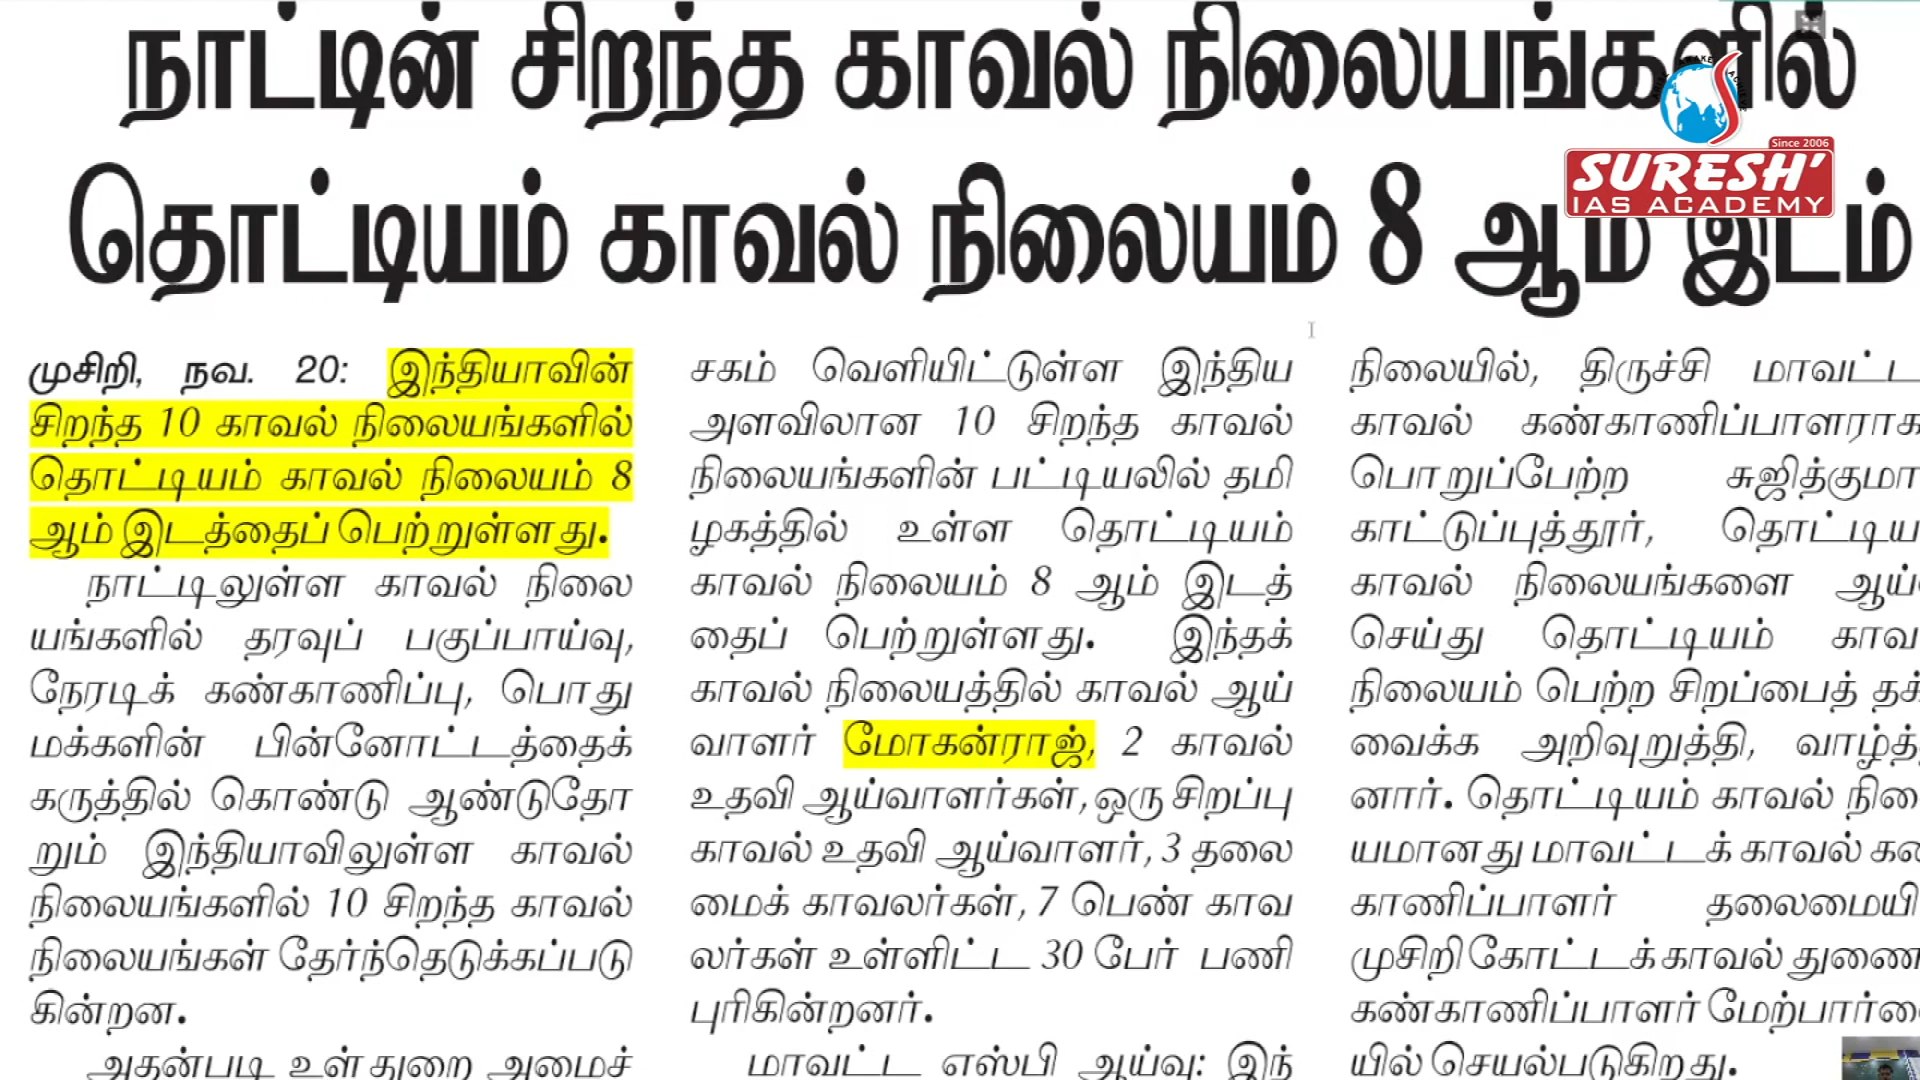 நாட்டின் சிறந்த காவல் நிலையங்களில்
தொட்டியம் காவல் நிலையம் 8 ஆம் இடம்
Since 2006
SURESH'
IAS ACADEMY
முசிறி, நவ. 20: இந்தியாவின்
சிறந்த 10 காவல் நிலையங்களில்
தொட்டியம் காவல் நிலையம் 8
ஆம் இடத்தைப் பெற்றுள்ளது.
நாட்டிலுள்ள காவல் நிலை
யங்களில் தரவுப் பகுப்பாய்வு,
நேரடிக் கண்காணிப்பு, பொது
மக்களின் பின்னோட்டத்தைக்
கருத்தில் கொண்டு ஆண்டுதோ
றும் இந்தியாவிலுள்ள காவல்
நிலையங்களில் 10 சிறந்த காவல்
நிலையங்கள் தேர்ந்தெடுக்கப்படு
கின்றன.
அதன்படி உள்துறை அமைச்
சகம் வெளியிட்டுள்ள இந்திய
அளவிலான 10 சிறந்த காவல்
நிலையங்களின் பட்டியலில் தமி
ழகத்தில் உள்ள தொட்டியம்
காவல் நிலையம் 8 ஆம் இடத்
தைப் பெற்றுள்ளது. இந்தக்
காவல் நிலையத்தில் காவல் ஆய்
வாளர் மோகன்ராஜ், 2 காவல்
உதவி ஆய்வாளர்கள், ஒரு சிறப்பு
காவல் உதவி ஆய்வாளர், 3 தலை
மைக் காவலர்கள், 7 பெண் காவ
லர்கள் உள்ளிட்ட 30 பேர் பணி
புரிகின்றனர்.
மாவட்ட எஸ்பி ஆய்வு: இந்
நிலையில், திருச்சி மாவட்ட
காவல் கண்காணிப்பாளராக
பொறுப்பேற்ற சுஜித்குமா
காட்டுப்புத்தூர், தொட்டிய
காவல் நிலையங்களை ஆய்
செய்து தொட்டியம் காவ
நிலையம் பெற்ற சிறப்பைத் தக்
வைக்க அறிவுறுத்தி, வாழ்த்
னார். தொட்டியம் காவல் நிலை
யமானது மாவட்டக் காவல் கண்
காணிப்பாளர் தலைமையி
முசிறி கோட்டக் காவல் துணை
கண்காணிப்பாளர் மேற்பார்வை
யில் செயல்படுகிறது.